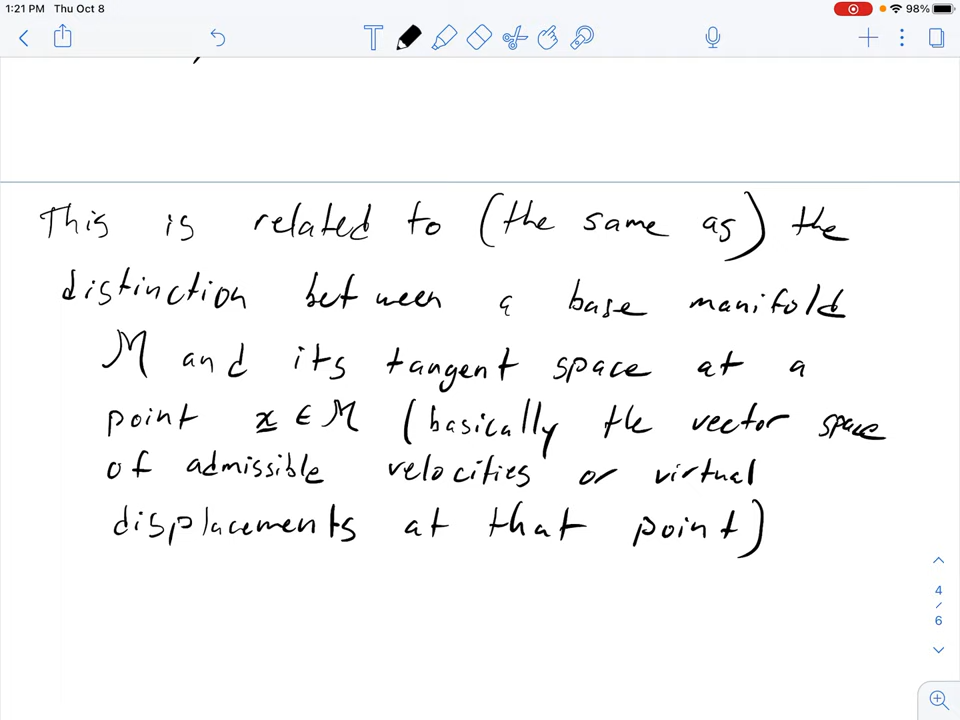 1:21 PM Thu Oct 8 98%
This is related to (the same as) the
distinction between a base manifold
M and its tangent space at a
point x ∈ M (basically the vector space
of admissible velocities or virtual
displacements at that point)
4
/
6